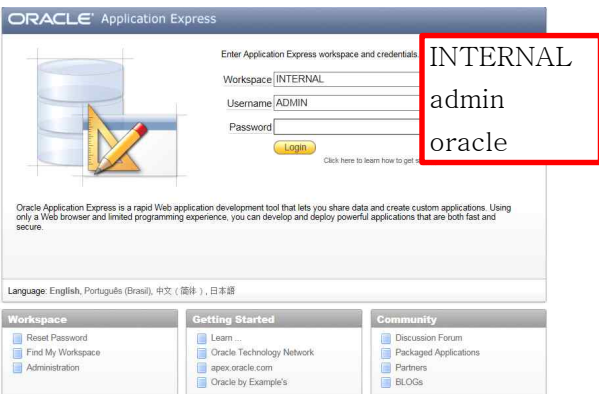 ORACLE Application Express
Enter Application Express workspace and credentials.
Workspace INTERNAL
Username ADMIN
Password
Login
Click here to learn how to get s
INTERNAL
admin
oracle
Oracle Application Express is a rapid Web application development tool that lets you share data and create custom applications. Using
only a Web browser and limited programming experience, you can develop and deploy powerful applications that are both fast and
secure.
Language: English, Português (Brasil), 中文 (简体), 日本語
Workspace
Reset Password
Find My Workspace
Administration
Getting Started
Learn ...
Oracle Technology Network
apex.oracle.com
Oracle by Example's
Community
Discussion Forum
Packaged Applications
Partners
BLOGs